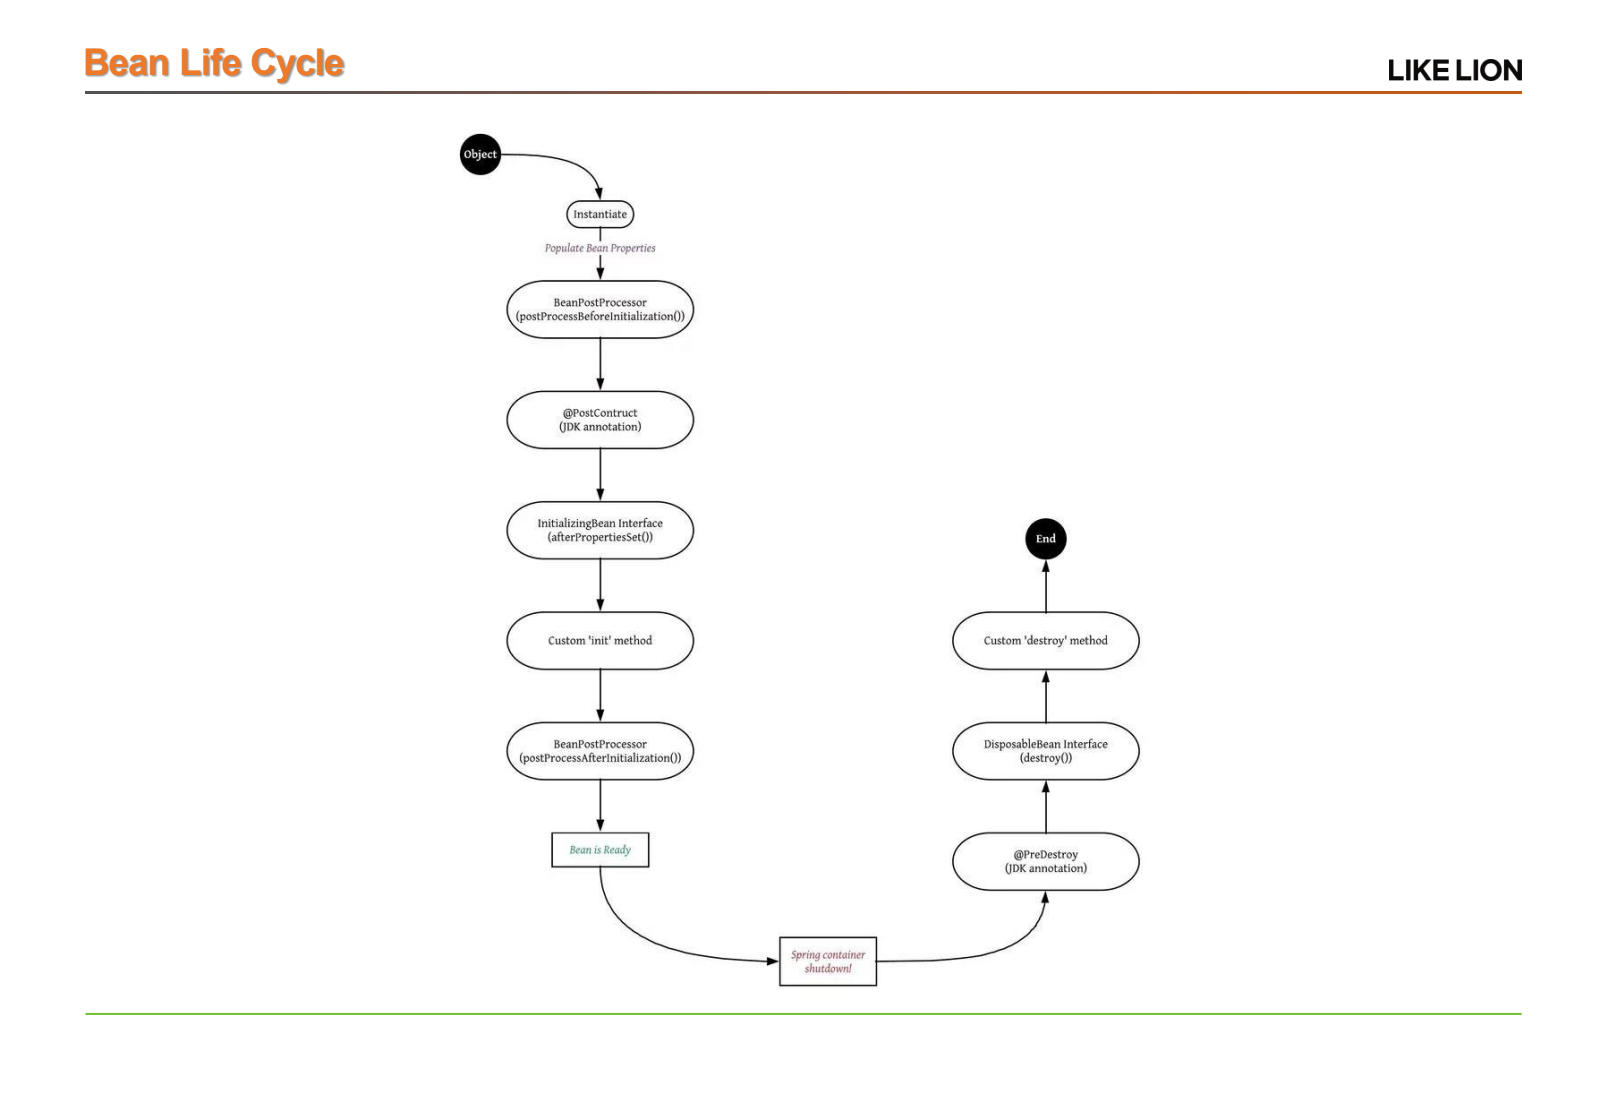 Bean Life Cycle
LIKE LION
Object
Instantiate
Populate Bean Properties
BeanPostProcessor
(postProcessBeforeInitialization())
@PostContruct
(JDK annotation)
InitializingBean Interface
(afterPropertiesSet())
Custom 'init' method
BeanPostProcessor
(postProcessAfterInitialization())
Bean is Ready
Spring container
shutdown!
@PreDestroy
(JDK annotation)
DisposableBean Interface
(destroy())
Custom 'destroy' method
End